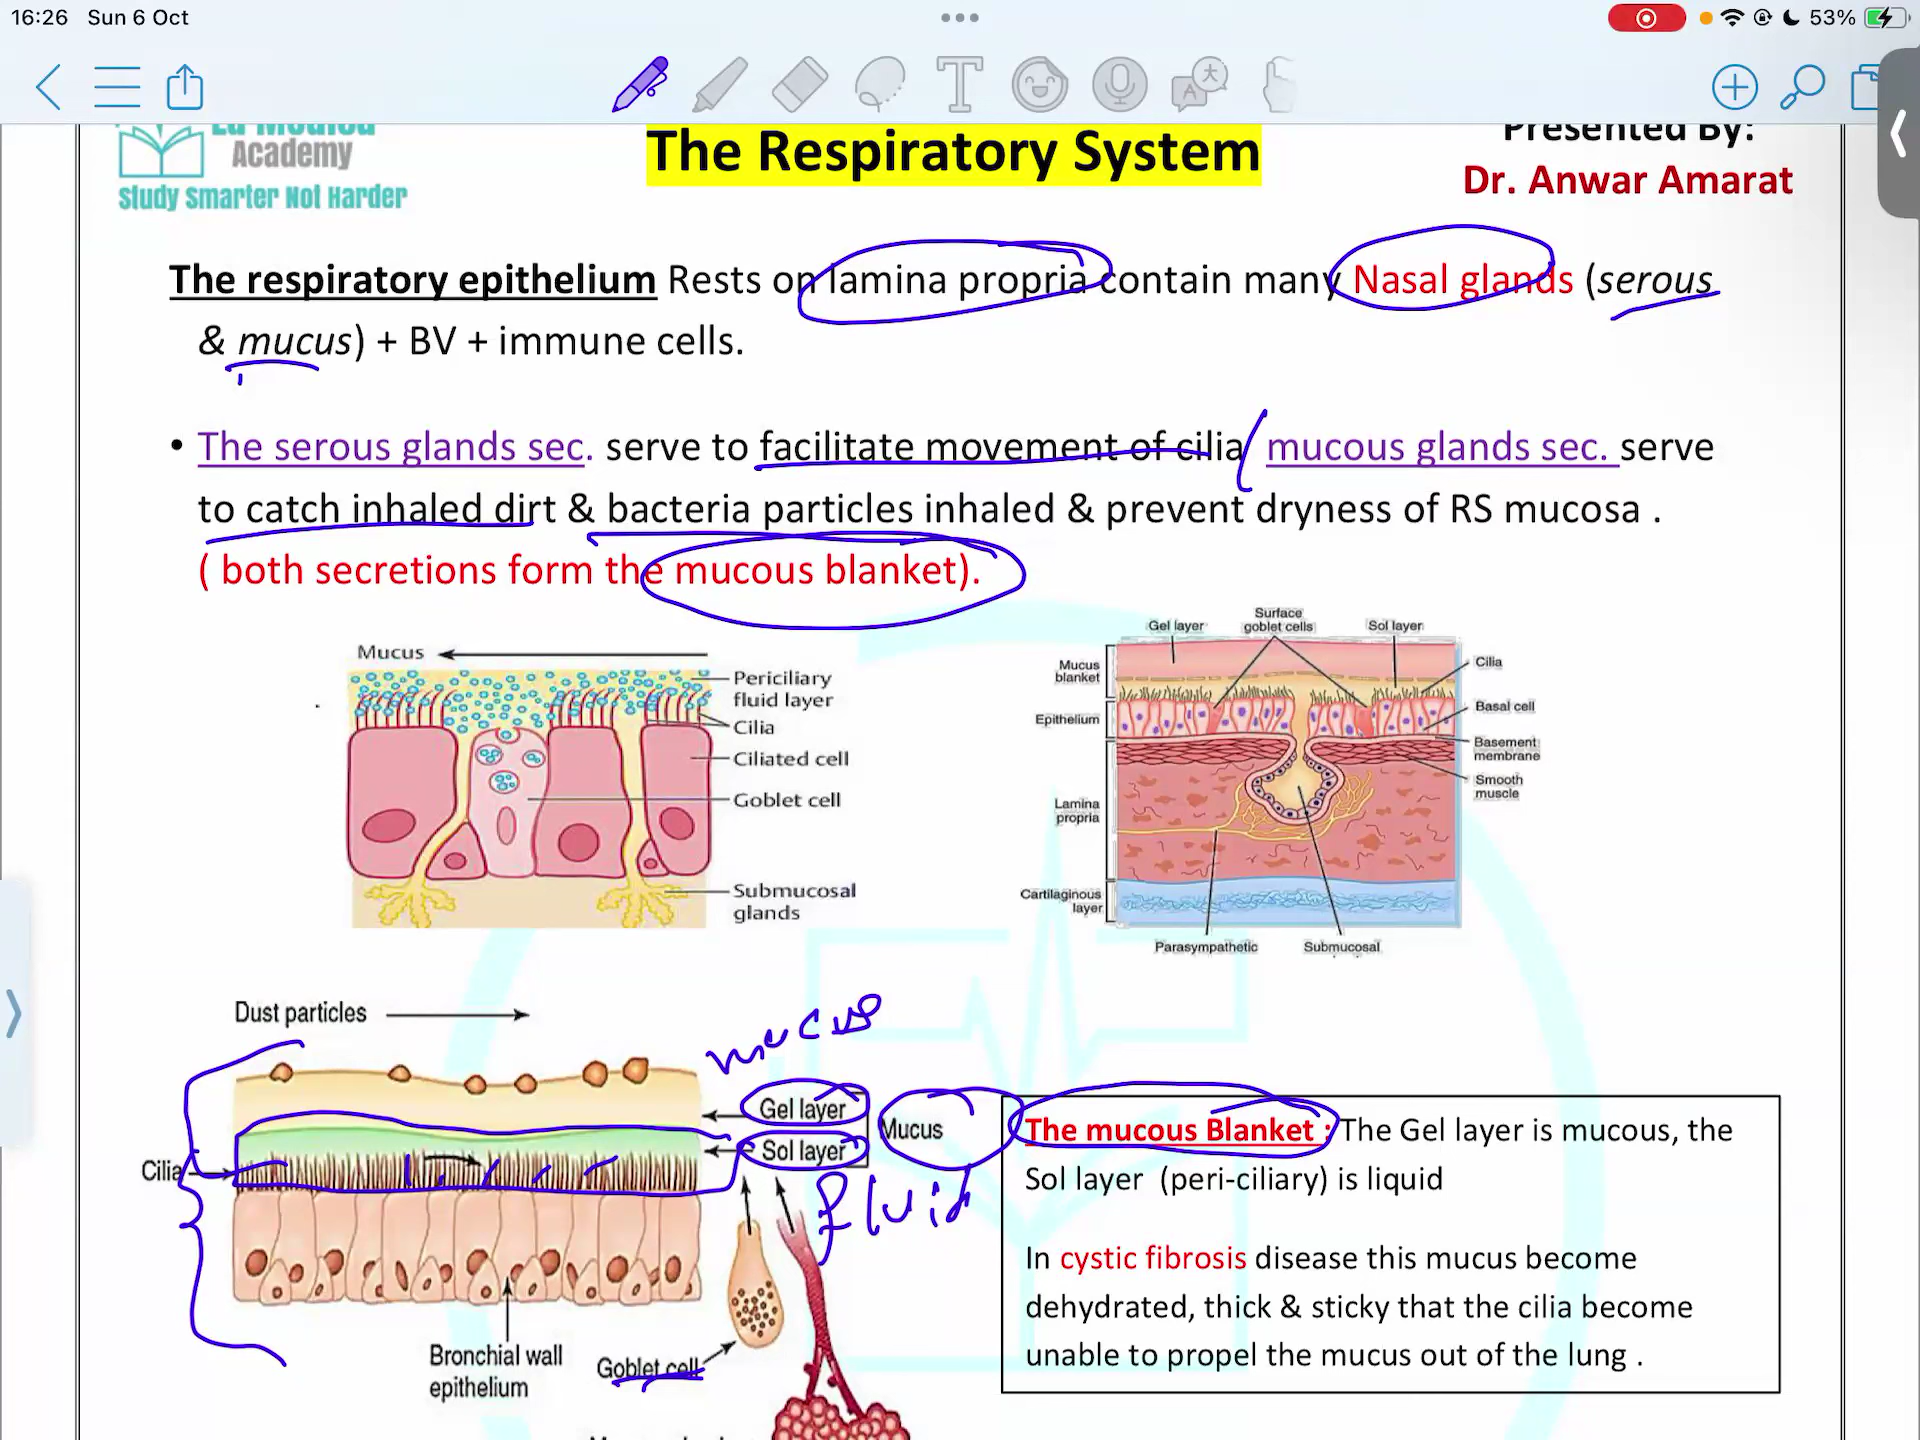 16:26 Sun 6 Oct
53%
Academy
Study Smarter Not Harder
The Respiratory System
Presented By:
Dr. Anwar Amarat
The respiratory epithelium Rests on lamina propria contain many Nasal glands (serous
& mucus) + BV + immune cells.
• The serous glands sec. serve to facilitate movement of cilia mucous glands sec. serve
to catch inhaled dirt & bacteria particles inhaled & prevent dryness of RS mucosa .
( both secretions form the mucous blanket).
Mucus
Periciliary
fluid layer
Cilia
Ciliated cell
Goblet cell
Submucosal
glands
Gel layer
Surface
goblet cells
Sol layer
Mucus
blanket
Cilia
Epithelium
Basal cell
Basement
membrane
Smooth
muscle
Lamina
propria
Cartilaginous
layer
Parasympathetic
Submucosal
Dust particles
mucus
Gel layer
Sol layer
Mucus
fluid
Cilia
Bronchial wall
epithelium
Goblet cell
The mucous Blanket : The Gel layer is mucous, the
Sol layer (peri-ciliary) is liquid
In cystic fibrosis disease this mucus become
dehydrated, thick & sticky that the cilia become
unable to propel the mucus out of the lung .